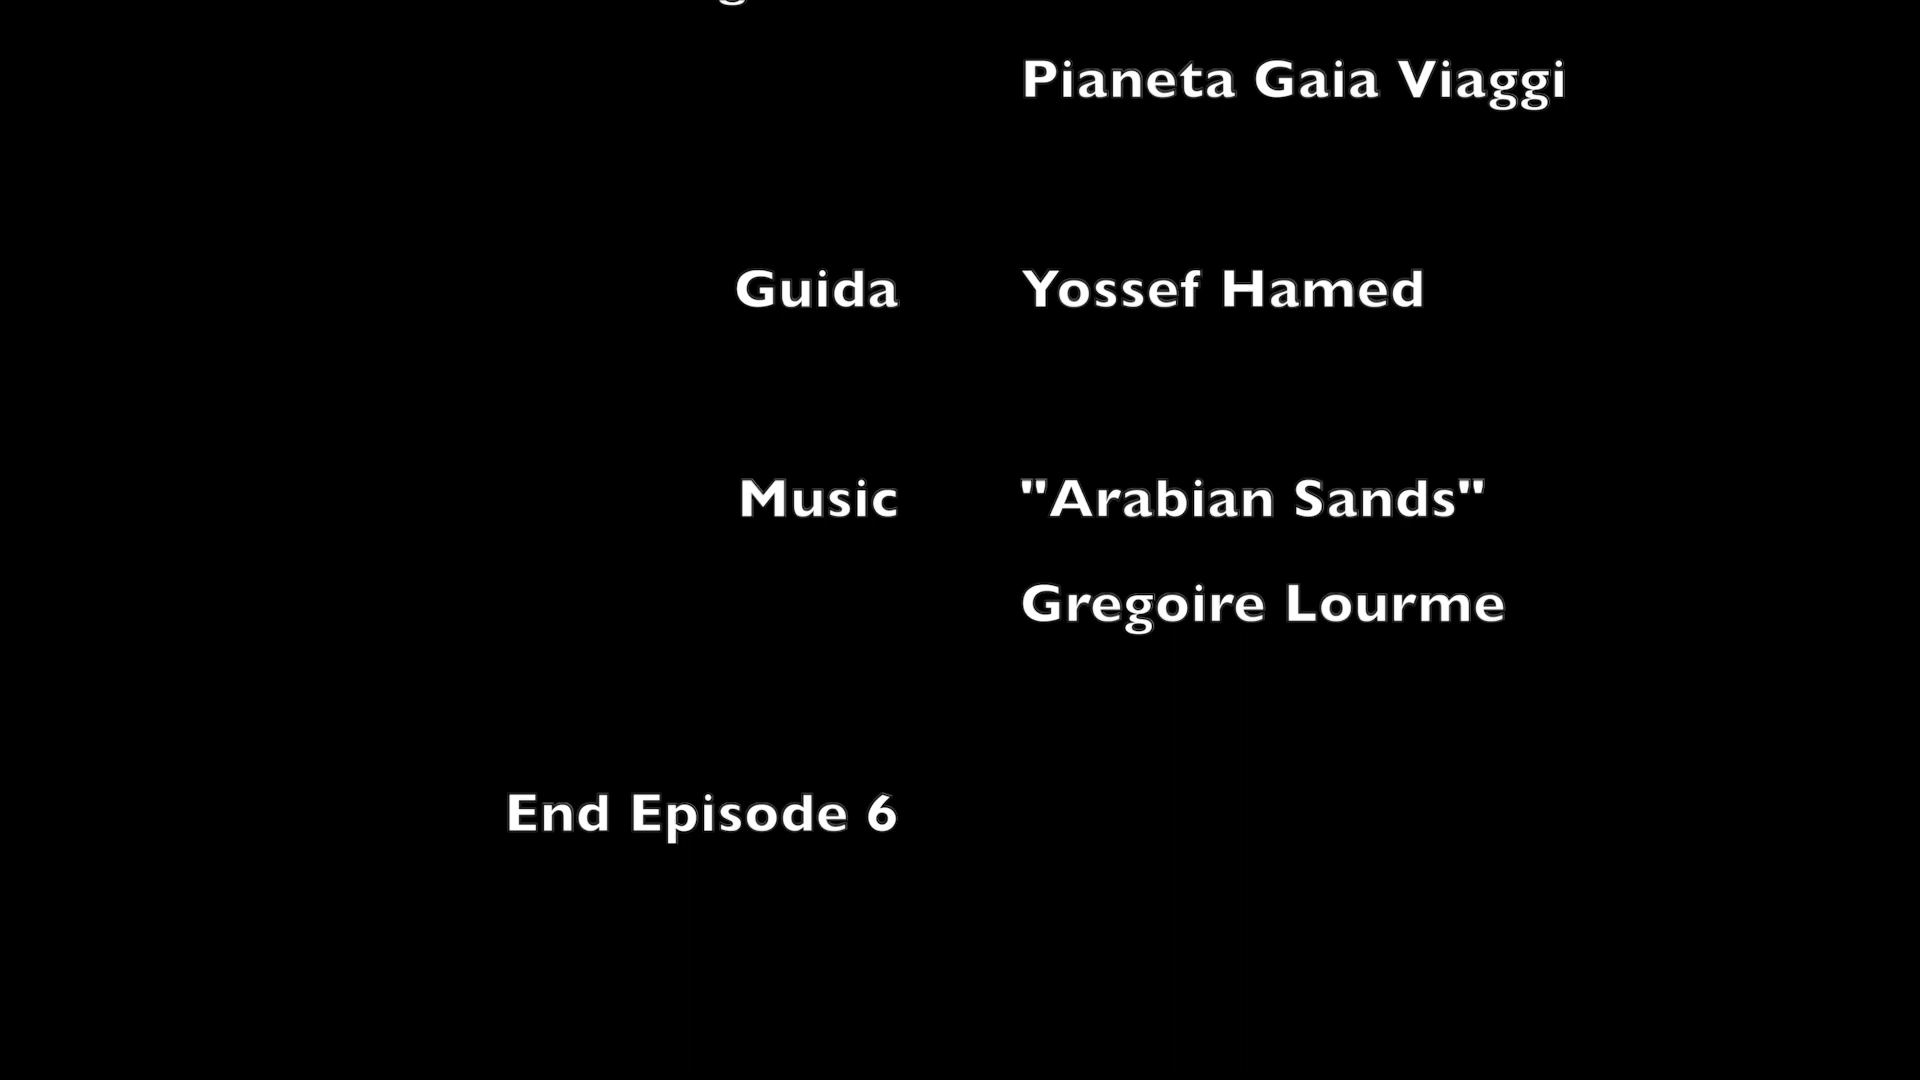 Pianeta Gaia Viaggi
Guida Yossef Hamed
Music "Arabian Sands"
Gregoire Lourme
End Episode 6